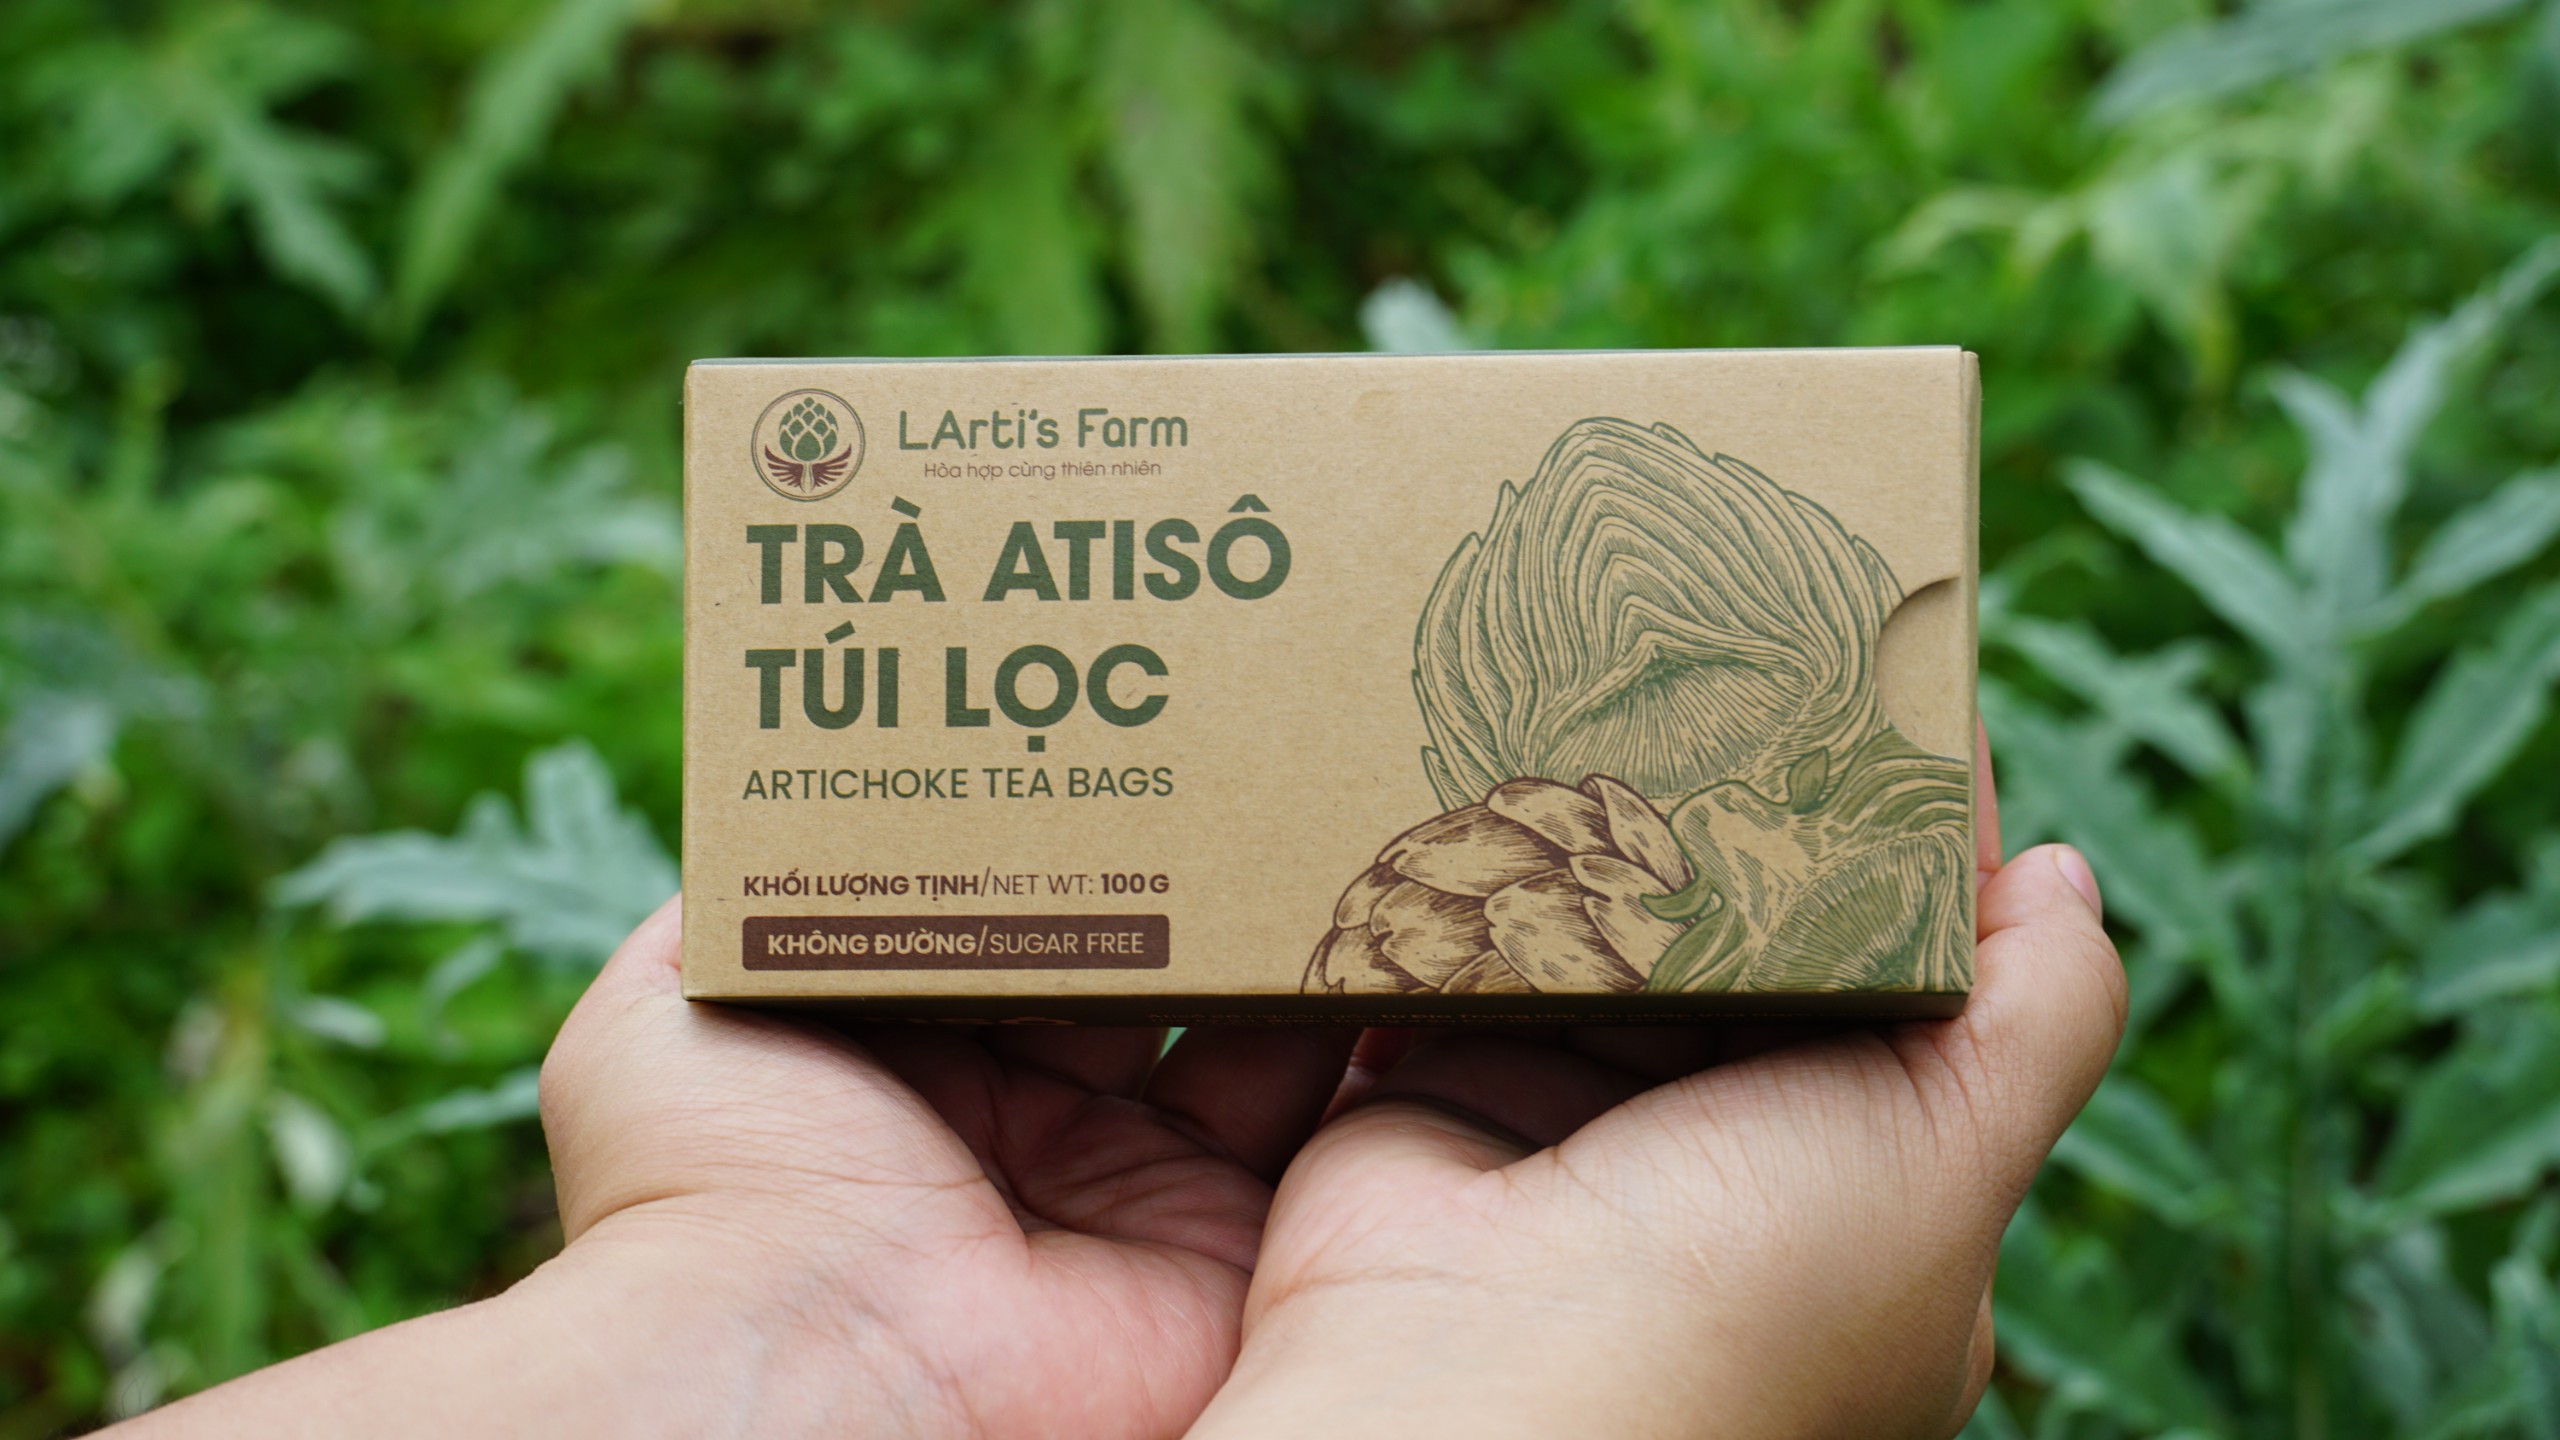 LArti's Farm
Hòa hợp cùng thiên nhiên
TRÀ ATISÔ
TÚI LỌC
ARTICHOKE TEA BAGS
KHỐI LƯỢNG TỊNH/NET WT: 100G
KHÔNG ĐƯỜNG/SUGAR FREE